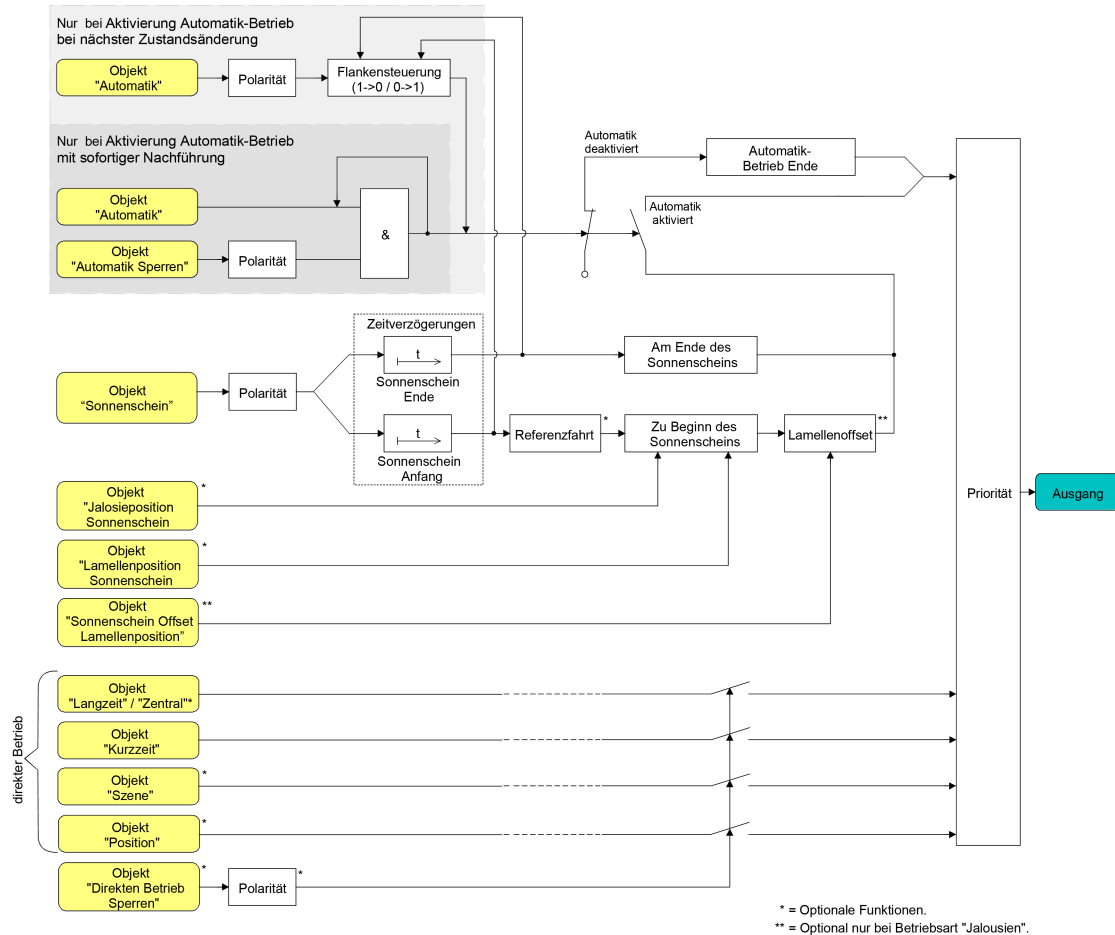 Nur bei Aktivierung Automatik-Betrieb
bei nächster Zustandsänderung
Objekt
"Automatik"
Polarität
Flankensteuerung
(1->0 / 0->1)
Nur bei Aktivierung Automatik-Betrieb
mit sofortiger Nachführung
Objekt
"Automatik"
Objekt
"Automatik Sperren"
Polarität
&
Automatik
deaktiviert
Automatik-
Betrieb Ende
Automatik
aktiviert
Zeitverzögerungen
t
Sonnenschein
Ende
Am Ende des
Sonnenscheins
Objekt
“Sonnenschein”
Polarität
t
Sonnenschein
Anfang
Referenzfahrt
*
Zu Beginn des
Sonnenscheins
Lamellenoffset
**
Objekt
"Jalosieposition
Sonnenschein
*
Objekt
"Lamellenposition
Sonnenschein
*
Objekt
"Sonnenschein Offset
Lamellenposition”
**
Priorität
Ausgang
direkter Betrieb
Objekt
"Langzeit" / "Zentral"*
Objekt
"Kurzzeit"
Objekt
"Szene"
*
Objekt
"Position"
*
Objekt
"Direkten Betrieb
Sperren"
*
Polarität
*
* = Optionale Funktionen.
** = Optional nur bei Betriebsart "Jalousien".